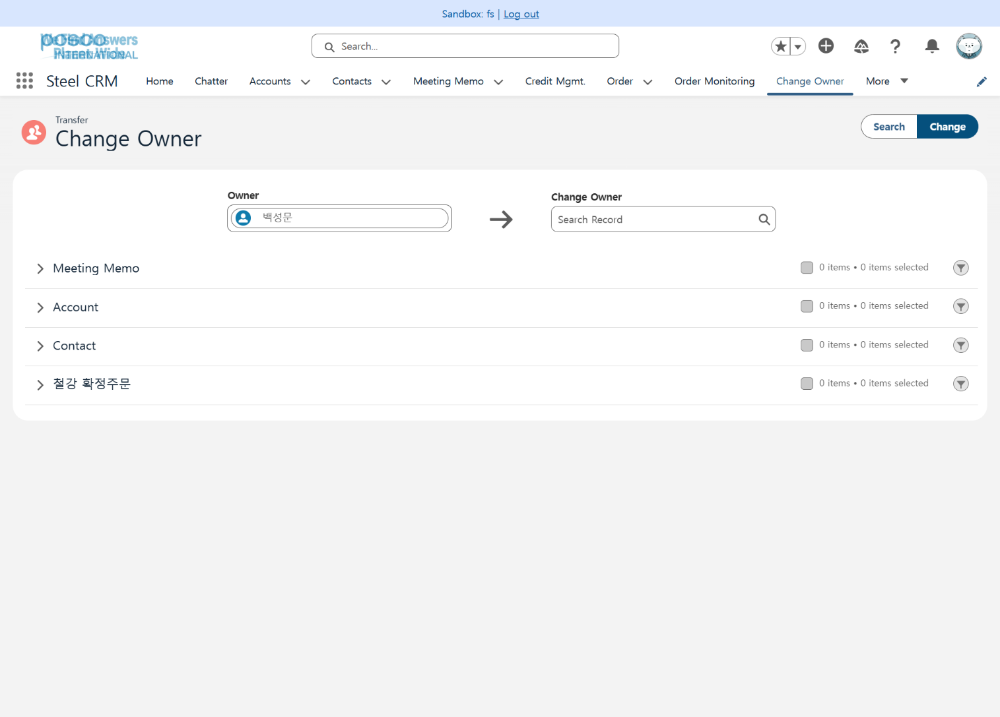 Sandbox: fs | Log out
posco
INTERNATIONAL
Search...
Steel CRM
Home
Chatter
Accounts
Contacts
Meeting Memo
Credit Mgmt.
Order
Order Monitoring
Change Owner
More
Transfer
Change Owner
Search
Change
Owner
백성문
Change Owner
Search Record
Meeting Memo
0 items • 0 items selected
Account
0 items • 0 items selected
Contact
0 items • 0 items selected
철강 확정주문
0 items • 0 items selected